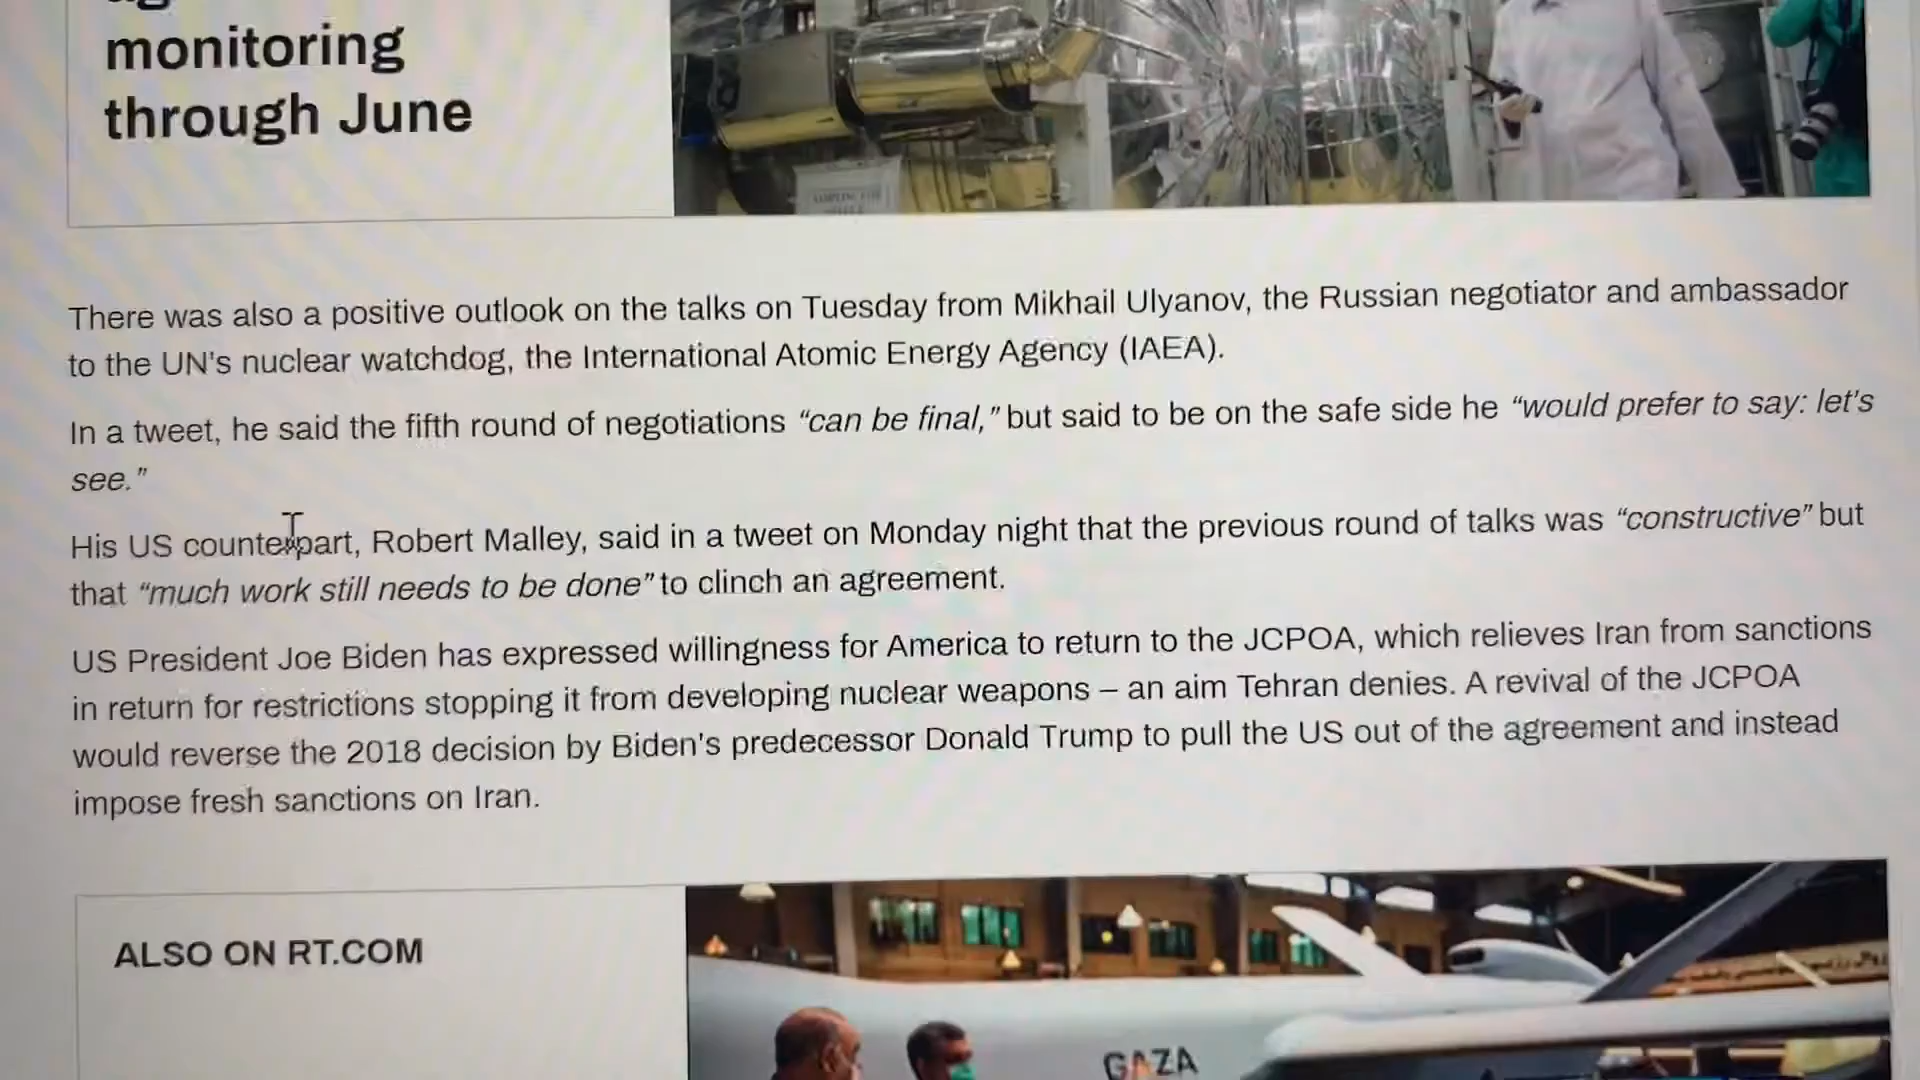 monitoring
through June
There was also a positive outlook on the talks on Tuesday from Mikhail Ulyanov, the Russian negotiator and ambassador
to the UN's nuclear watchdog, the International Atomic Energy Agency (IAEA).
In a tweet, he said the fifth round of negotiations “can be final,” but said to be on the safe side he “would prefer to say: let's
see.”
His US counterpart, Robert Malley, said in a tweet on Monday night that the previous round of talks was “constructive” but
that “much work still needs to be done” to clinch an agreement.
US President Joe Biden has expressed willingness for America to return to the JCPOA, which relieves Iran from sanctions
in return for restrictions stopping it from developing nuclear weapons – an aim Tehran denies. A revival of the JCPOA
would reverse the 2018 decision by Biden's predecessor Donald Trump to pull the US out of the agreement and instead
impose fresh sanctions on Iran.
ALSO ON RT.COM
GAZA